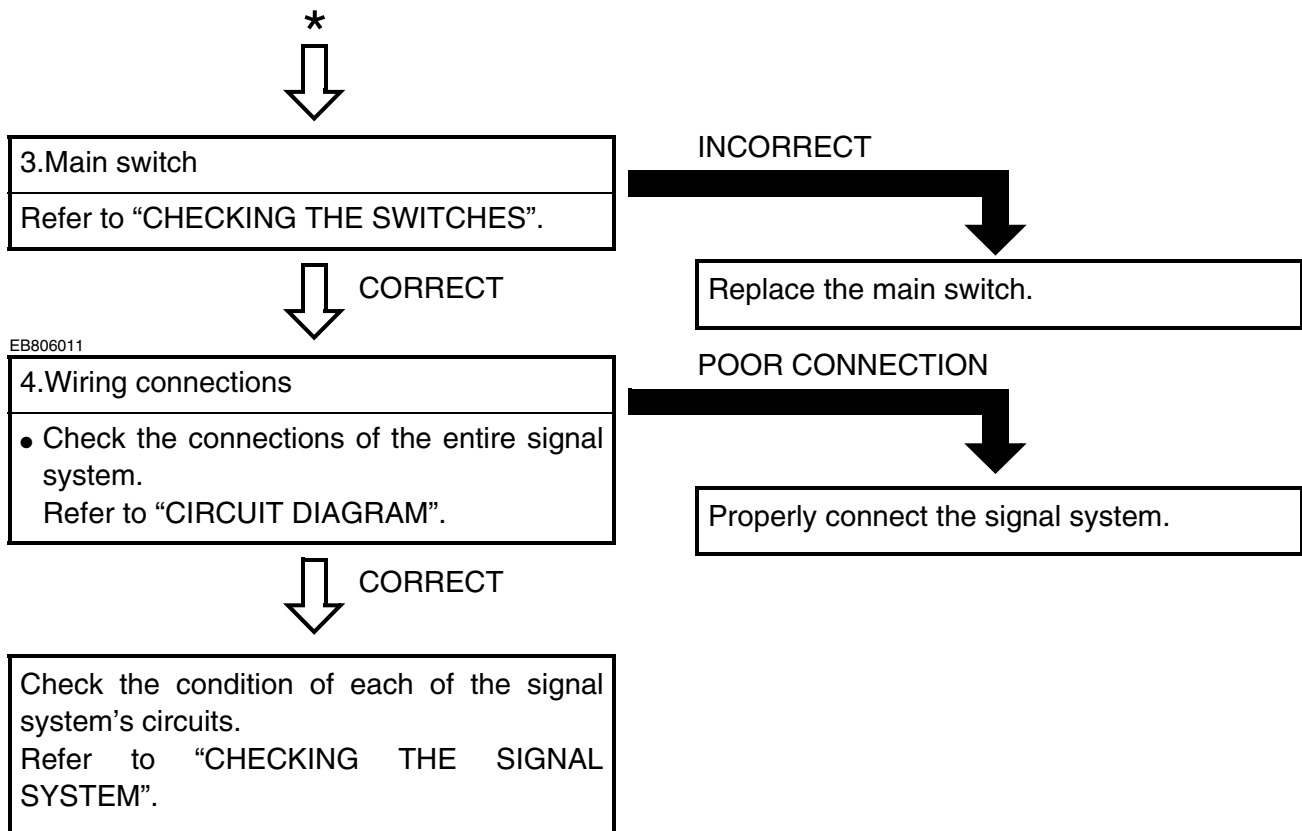 *
3.Main switch
Refer to “CHECKING THE SWITCHES”.
INCORRECT
Replace the main switch.
CORRECT
EB806011
4.Wiring connections
● Check the connections of the entire signal
system.
Refer to “CIRCUIT DIAGRAM”.
POOR CONNECTION
Properly connect the signal system.
CORRECT
Check the condition of each of the signal
system’s circuits.
Refer to “CHECKING THE SIGNAL
SYSTEM”.